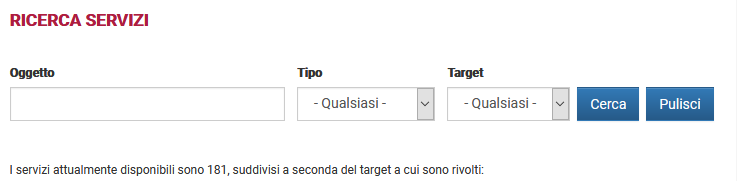 RICERCA SERVIZI
Oggetto Tipo Target
- Qualsiasi - - Qualsiasi - Cerca Pulisci
I servizi attualmente disponibili sono 181, suddivisi a seconda del target a cui sono rivolti: